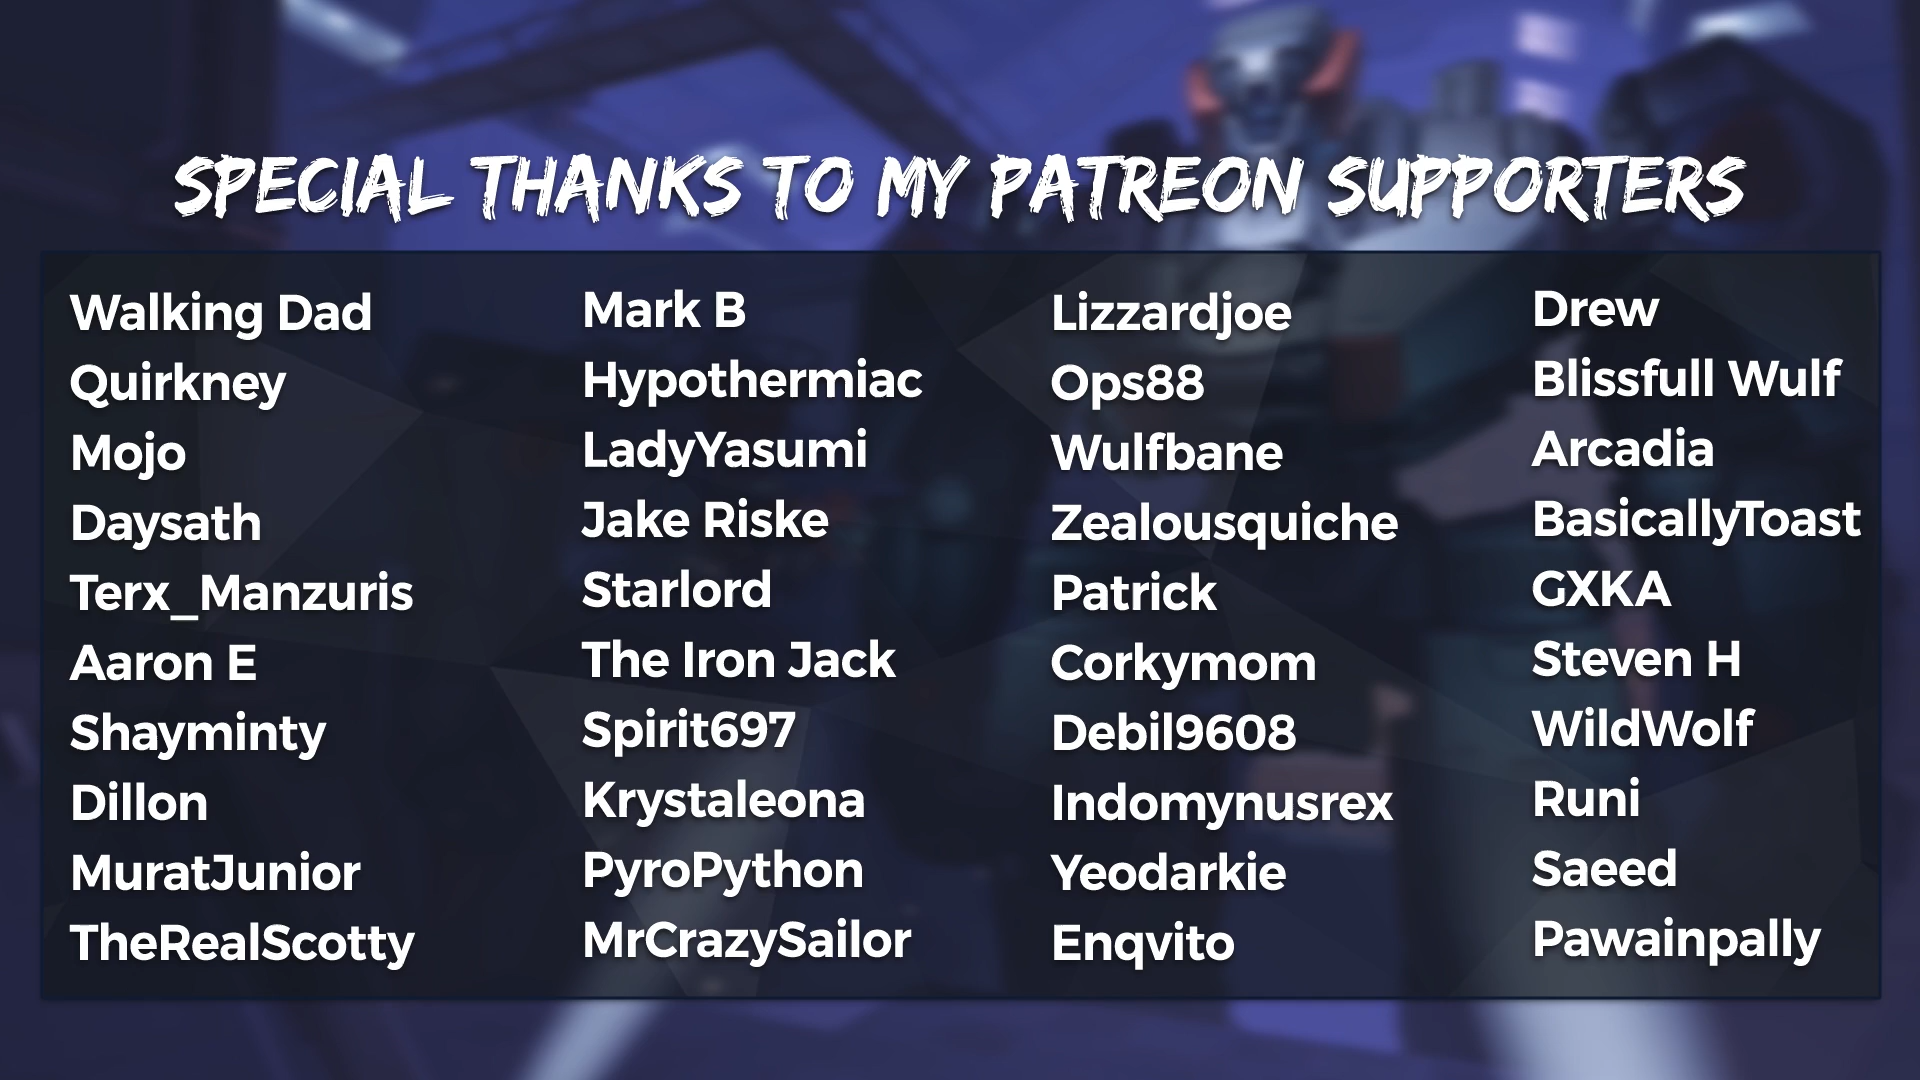 SPECIAL THANKS TO MY PATREON SUPPORTERS
Walking Dad
Quirkney
Mojo
Daysath
Terx_Manzuris
Aaron E
Shayminty
Dillon
MuratJunior
TheRealScotty
Mark B
Hypothermiac
LadyYasumi
Jake Riske
Starlord
The Iron Jack
Spirit697
Krystaleona
PyroPython
MrCrazySailor
Lizzardjoe
Ops88
Wulfbane
Zealousquiche
Patrick
Corkymom
Debil9608
Indomynusrex
Yeodarkie
Enqvito
Drew
Blissfull Wulf
Arcadia
BasicallyToast
GXKA
Steven H
WildWolf
Runi
Saeed
Pawainpally